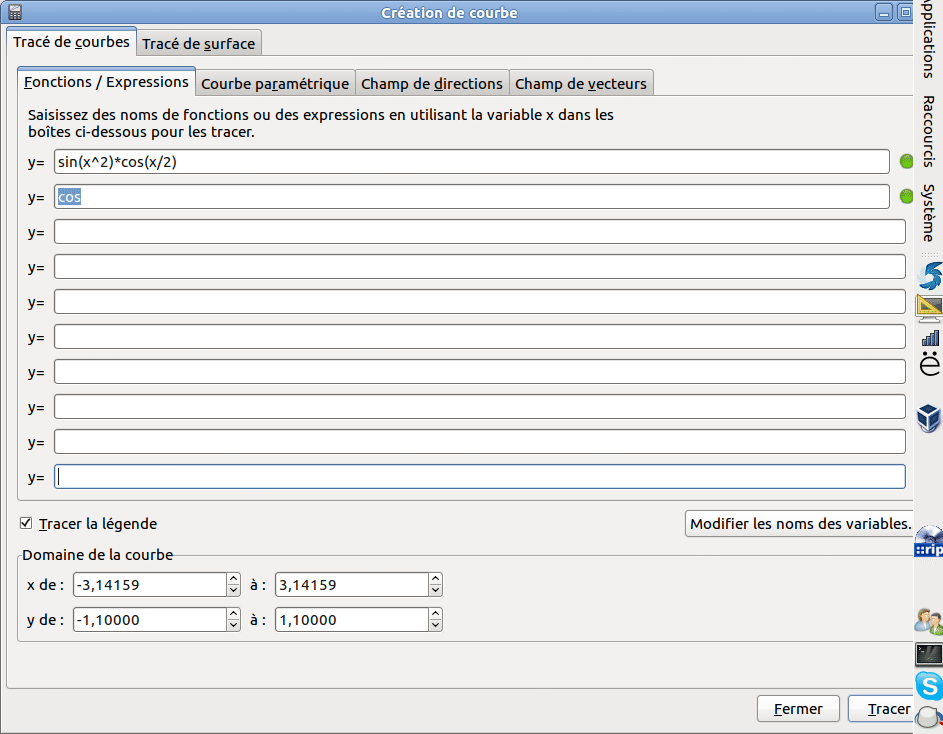 Création de courbe
Tracé de courbes
Tracé de surface
Fonctions / Expressions
Courbe paramétrique
Champ de directions
Champ de vecteurs
Saisissez des noms de fonctions ou des expressions en utilisant la variable x dans les
boîtes ci-dessous pour les tracer.
y= sin(x^2)*cos(x/2)
y= cos
y=
y=
y=
y=
y=
y=
y=
y=
Tracer la légende
Modifier les noms des variables.
Domaine de la courbe
x de : -3,14159 à : 3,14159
y de : -1,10000 à : 1,10000
Fermer
Tracer
Applications
Raccourcis
Système
ë
::rip
S